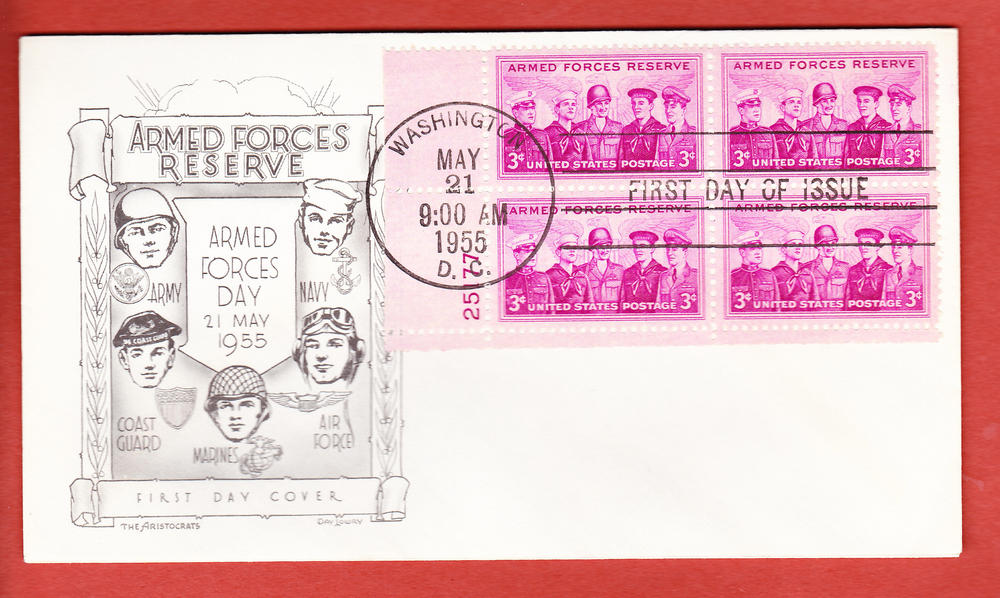 ARMED FORCES
RESERVE
ARMED
FORCES
DAY
21 MAY
1955
ARMY
NAVY
COAST GUARD
COAST
GUARD
MARINES
AIR
FORCE
FIRST DAY COVER
THE ARISTOCRATS
DAY LOWRY
WASHINGTON
MAY
21
9:00 AM
1955
D. C.
FIRST DAY OF ISSUE
ARMED FORCES RESERVE
3¢ UNITED STATES POSTAGE 3¢
ARMED FORCES RESERVE
3¢ UNITED STATES POSTAGE 3¢
ARMED FORCES RESERVE
3¢ UNITED STATES POSTAGE 3¢
ARMED FORCES RESERVE
3¢ UNITED STATES POSTAGE 3¢